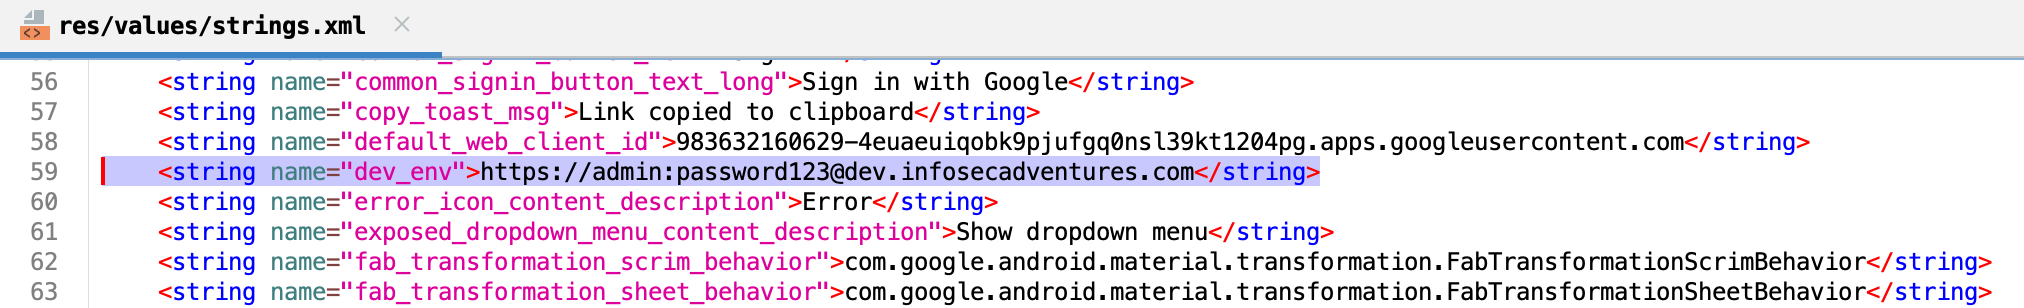 res/values/strings.xml
56 <string name="common_signin_button_text_long">Sign in with Google</string>
57 <string name="copy_toast_msg">Link copied to clipboard</string>
58 <string name="default_web_client_id">983632160629-4euaeuiqobk9pjufgq0nsl39kt1204pg.apps.googleusercontent.com</string>
59 <string name="dev_env">https://admin:password123@dev.infosecadventures.com</string>
60 <string name="error_icon_content_description">Error</string>
61 <string name="exposed_dropdown_menu_content_description">Show dropdown menu</string>
62 <string name="fab_transformation_scrim_behavior">com.google.android.material.transformation.FabTransformationScrimBehavior</string>
63 <string name="fab_transformation_sheet_behavior">com.google.android.material.transformation.FabTransformationSheetBehavior</string>